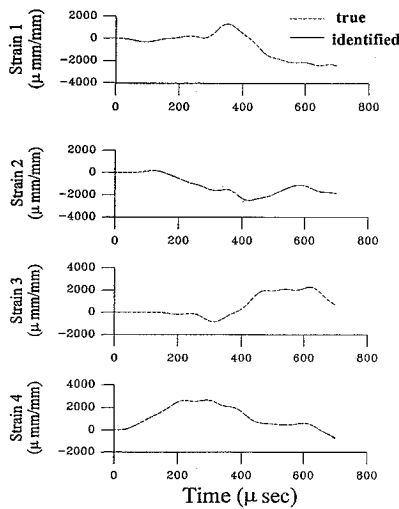 true
identified
Strain 1
(μ mm/mm)
2000
0
−2000
−4000
0 200 400 600 800
Strain 2
(μ mm/mm)
2000
0
−2000
−4000
0 200 400 600 800
Strain 3
(μ mm/mm)
4000
2000
0
−2000
0 200 400 600 800
Strain 4
(μ mm/mm)
4000
2000
0
−2000
0 200 400 600 800
Time (μ sec)